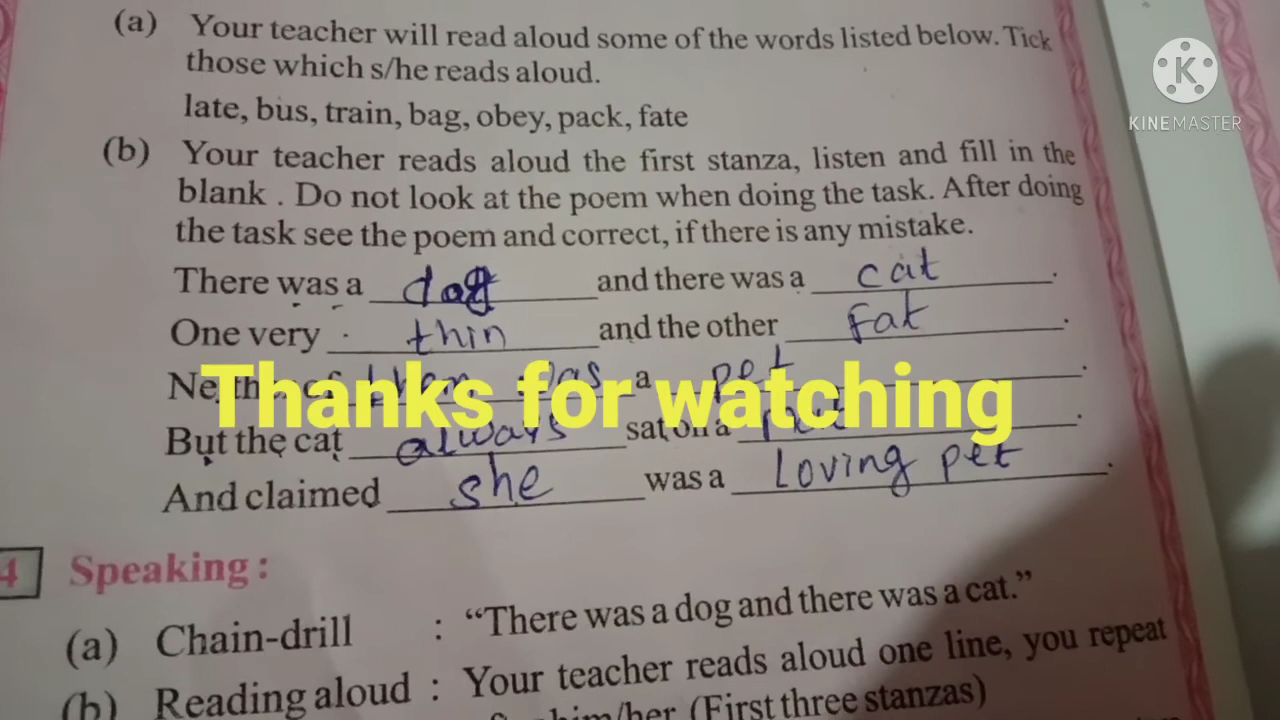 (a) Your teacher will read aloud some of the words listed below. Tick
those which s/he reads aloud.
late, bus, train, bag, obey, pack, fate
(b) Your teacher reads aloud the first stanza, listen and fill in the
blank . Do not look at the poem when doing the task. After doing
the task see the poem and correct, if there is any mistake.
There was a dog and there was a cat.
One very thin and the other fat.
a pet.
Thanks for watching
But the cat always sat on a
And claimed she was a loving pet.
4 Speaking :
(a) Chain-drill : “There was a dog and there was a cat.”
(b) Reading aloud : Your teacher reads aloud one line, you repeat
him/her (First three stanzas)
KINEMASTER